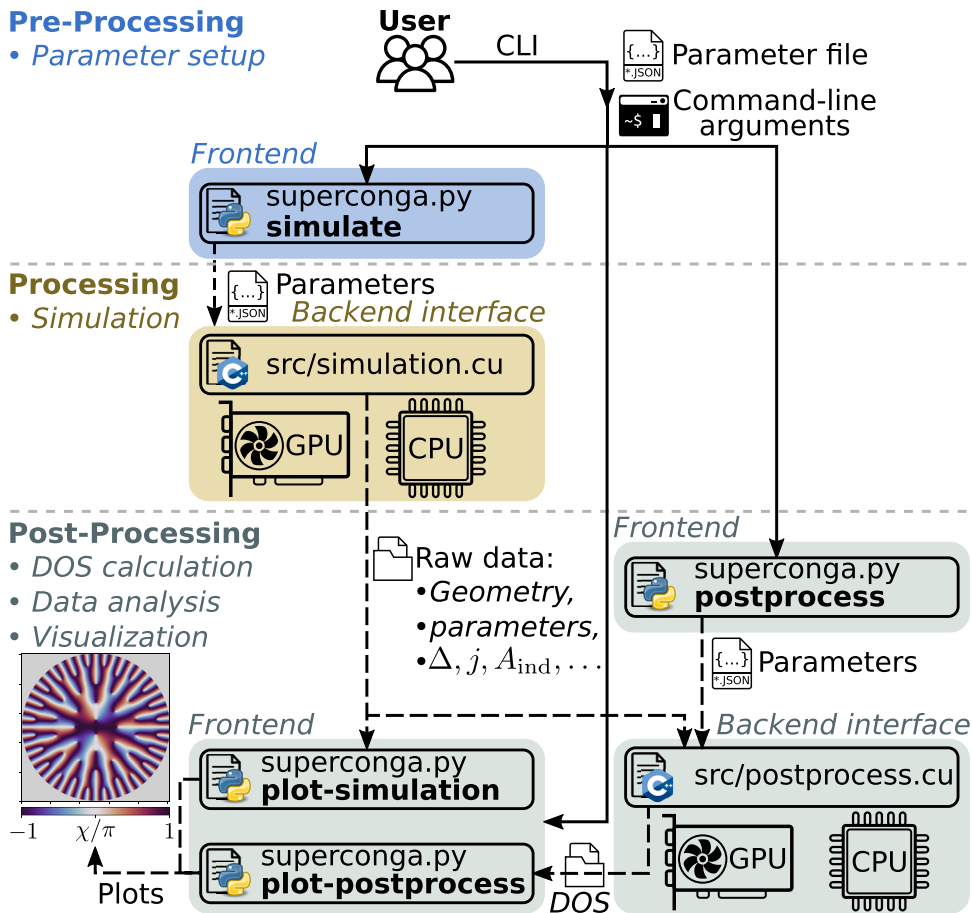 Pre-Processing
• Parameter setup
User
CLI
{...}
*.JSON
Parameter file
~$
Command-line
arguments
Frontend
superconga.py
simulate
Processing
• Simulation
{...}
*.JSON
Parameters
Backend interface
C++
src/simulation.cu
GPU
CPU
Post-Processing
• DOS calculation
• Data analysis
• Visualization
Raw data:
•Geometry,
•parameters,
•Δ, j, A_ind, ...
Frontend
superconga.py
postprocess
{...}
*.JSON
Parameters
−1
χ/π
1
Plots
Frontend
superconga.py
plot-simulation
superconga.py
plot-postprocess
DOS
Backend interface
C++
src/postprocess.cu
GPU
CPU